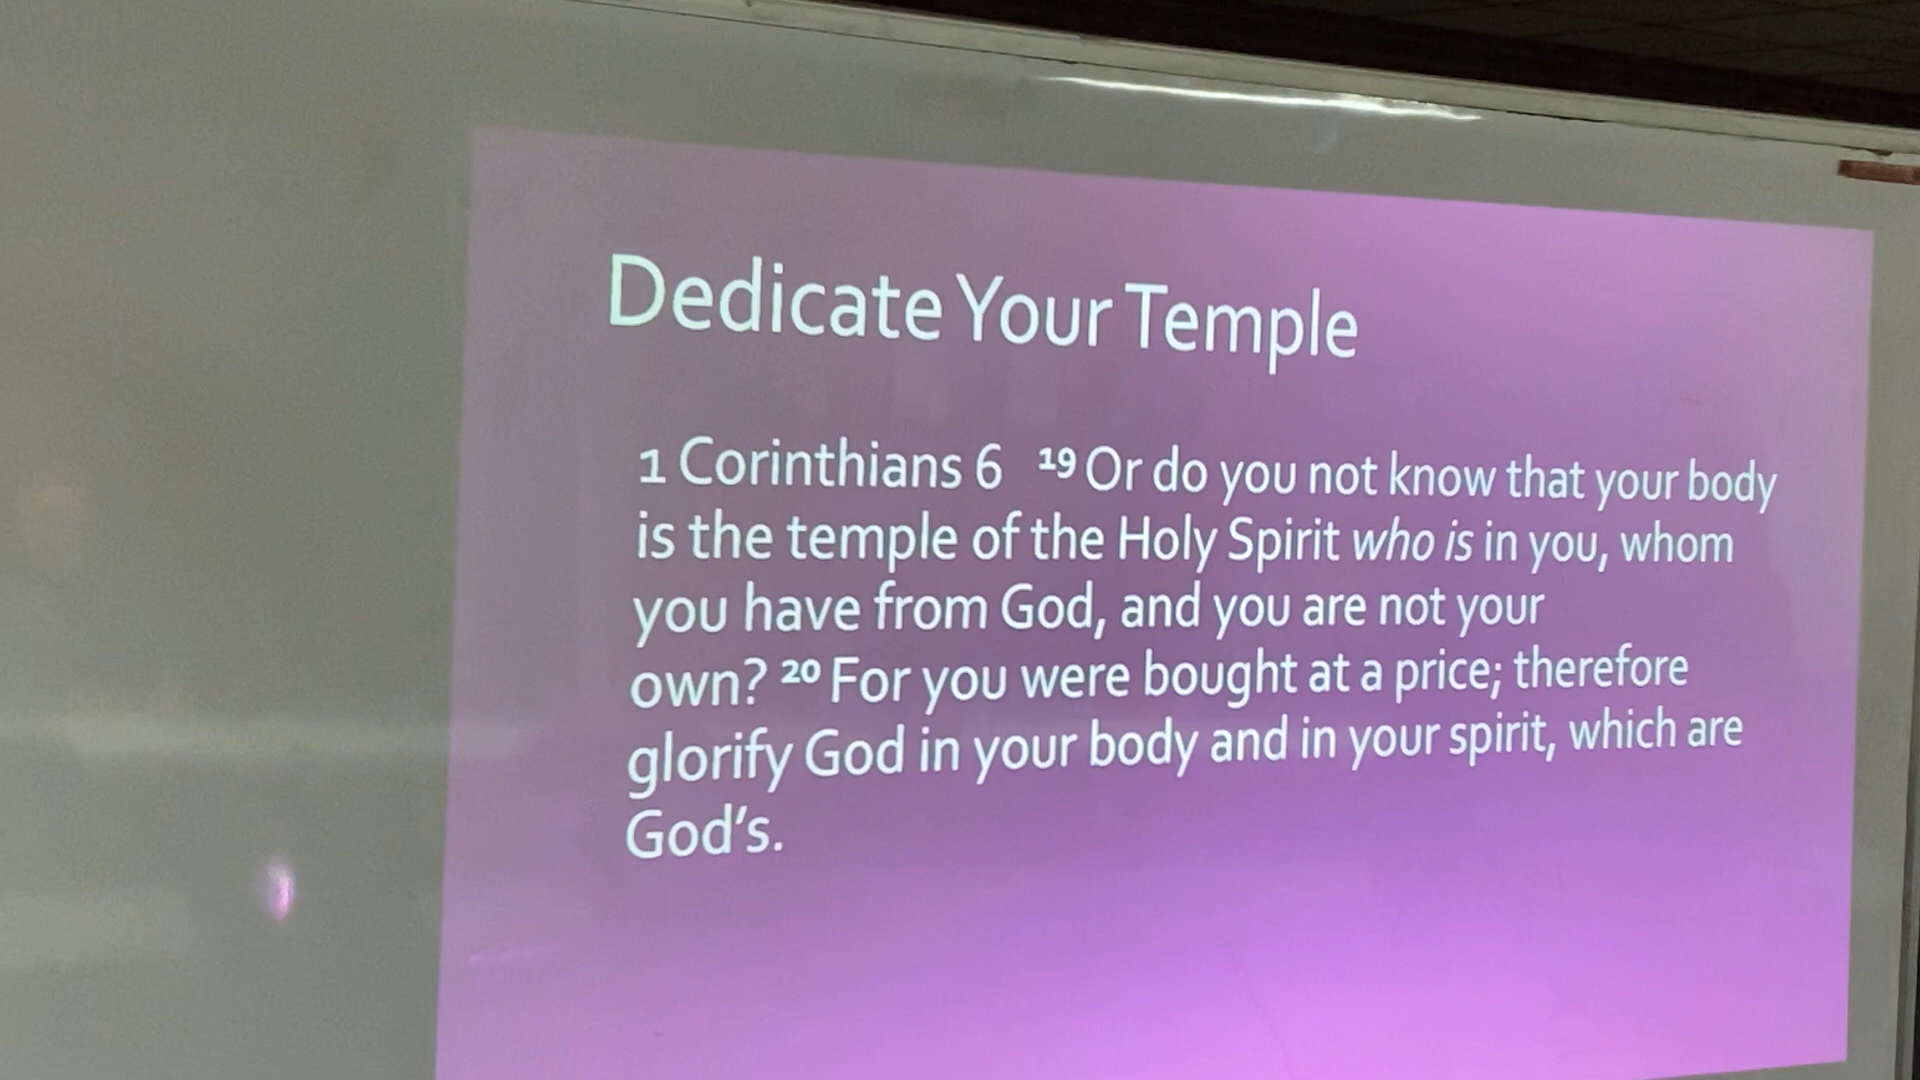 Dedicate Your Temple
1 Corinthians 6 ¹⁹ Or do you not know that your body
is the temple of the Holy Spirit who is in you, whom
you have from God, and you are not your
own? ²⁰ For you were bought at a price; therefore
glorify God in your body and in your spirit, which are
God's.